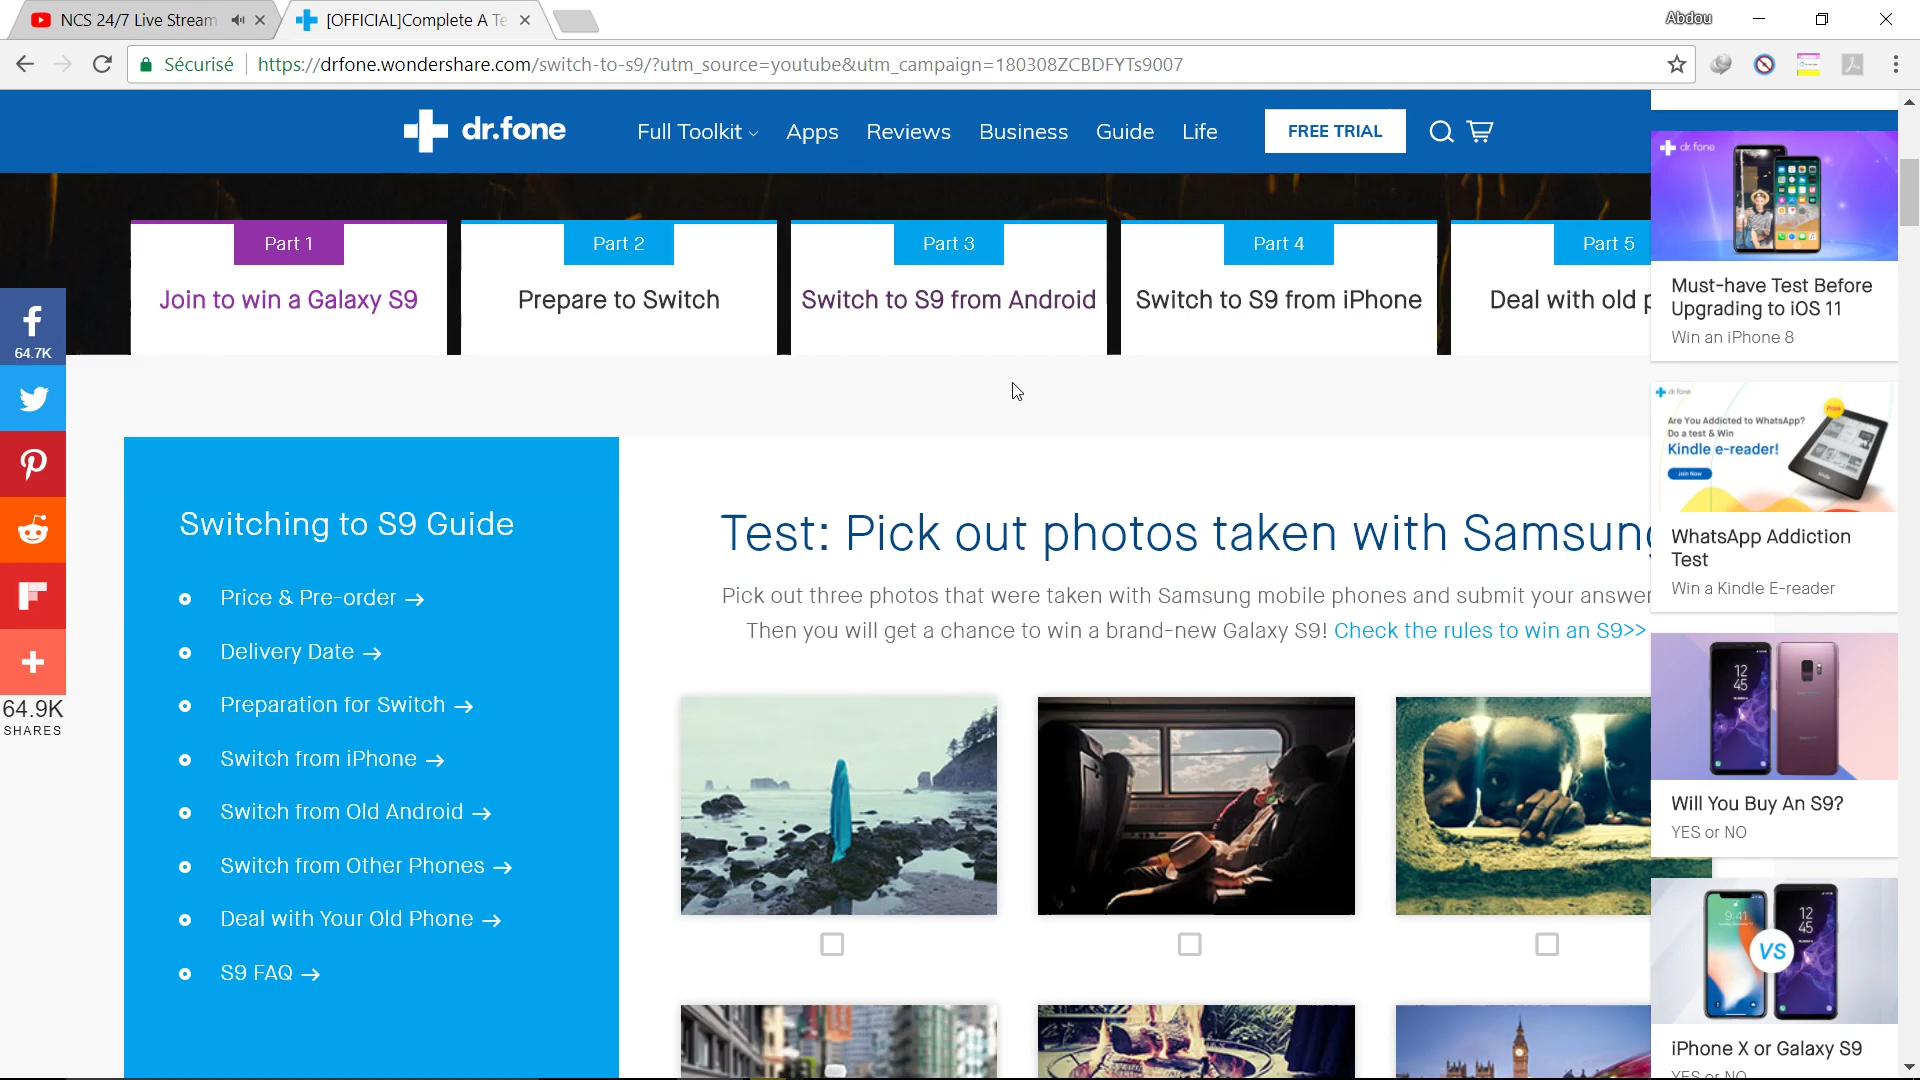 NCS 24/7 Live Stream
[OFFICIAL]Complete A Te
Abdou
Sécurisé
https://drfone.wondershare.com/switch-to-s9/?utm_source=youtube&utm_campaign=180308ZCBDFYTs9007
dr.fone
Full Toolkit
Apps
Reviews
Business
Guide
Life
FREE TRIAL
Part 1
Join to win a Galaxy S9
Part 2
Prepare to Switch
Part 3
Switch to S9 from Android
Part 4
Switch to S9 from iPhone
Part 5
Deal with old p
64.7K
64.9K
SHARES
Switching to S9 Guide
Price & Pre-order →
Delivery Date →
Preparation for Switch →
Switch from iPhone →
Switch from Old Android →
Switch from Other Phones →
Deal with Your Old Phone →
S9 FAQ →
Test: Pick out photos taken with Samsung
Pick out three photos that were taken with Samsung mobile phones and submit your answer
Then you will get a chance to win a brand-new Galaxy S9! Check the rules to win an S9>>
dr.fone
Must-have Test Before
Upgrading to iOS 11
Win an iPhone 8
dr.fone
Are You Addicted to WhatsApp?
Do a test & Win
Kindle e-reader!
Join Now
WhatsApp Addiction
Test
Win a Kindle E-reader
12
45
Will You Buy An S9?
YES or NO
9:41
12
45
VS
iPhone X or Galaxy S9
YES or NO